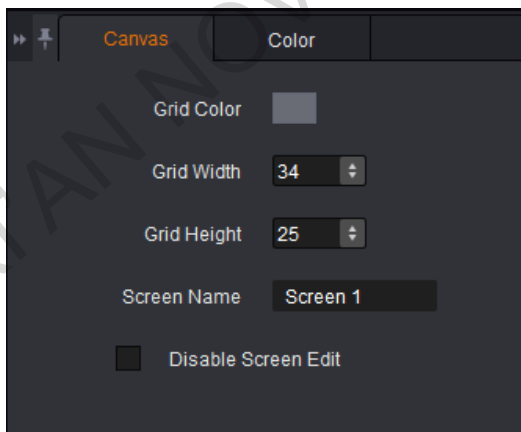 Canvas Color
Grid Color
Grid Width 34
Grid Height 25
Screen Name Screen 1
Disable Screen Edit